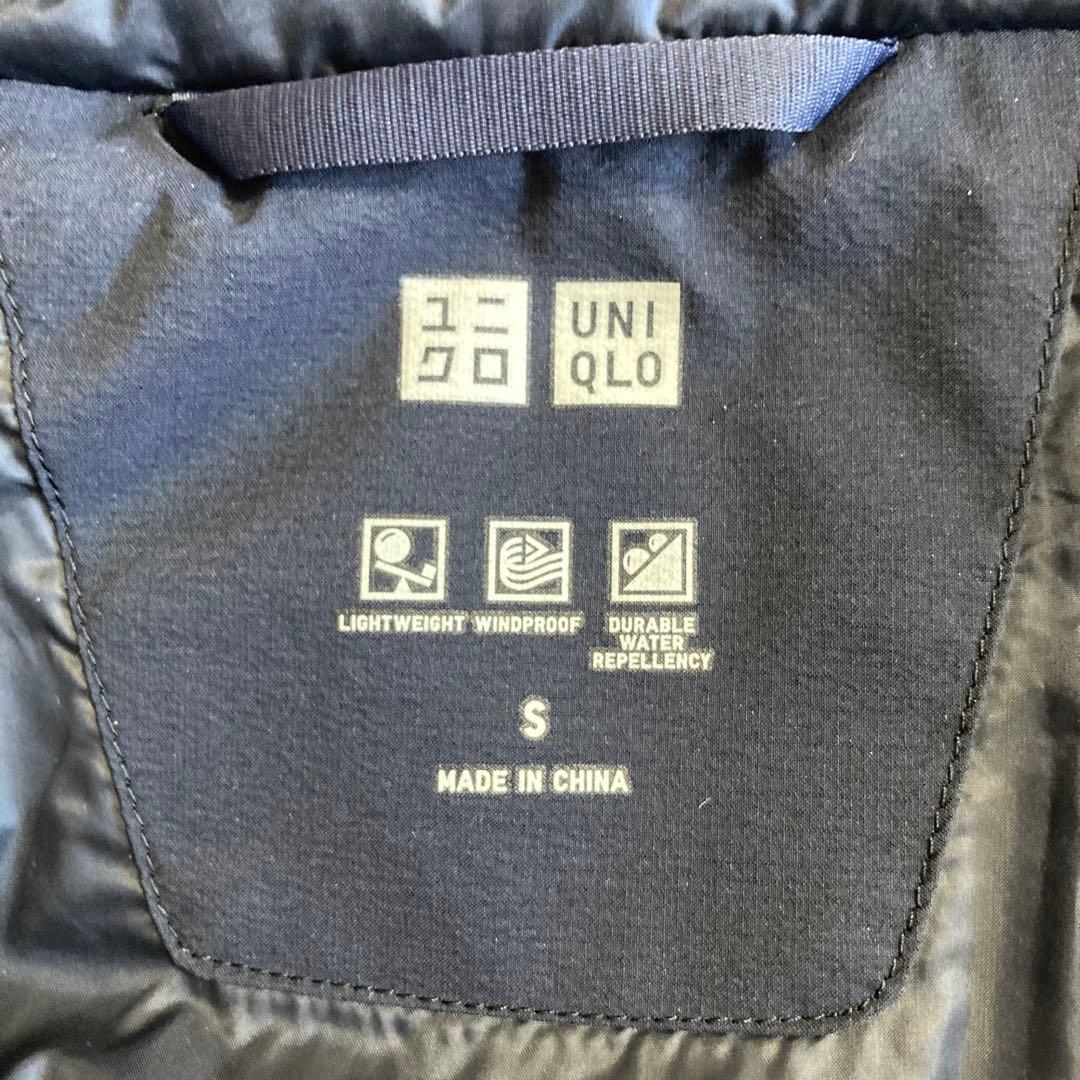 ユニ
クロ
UNI
QLO
LIGHTWEIGHT WINDPROOF DURABLE
WATER
REPELLENCY
S
MADE IN CHINA